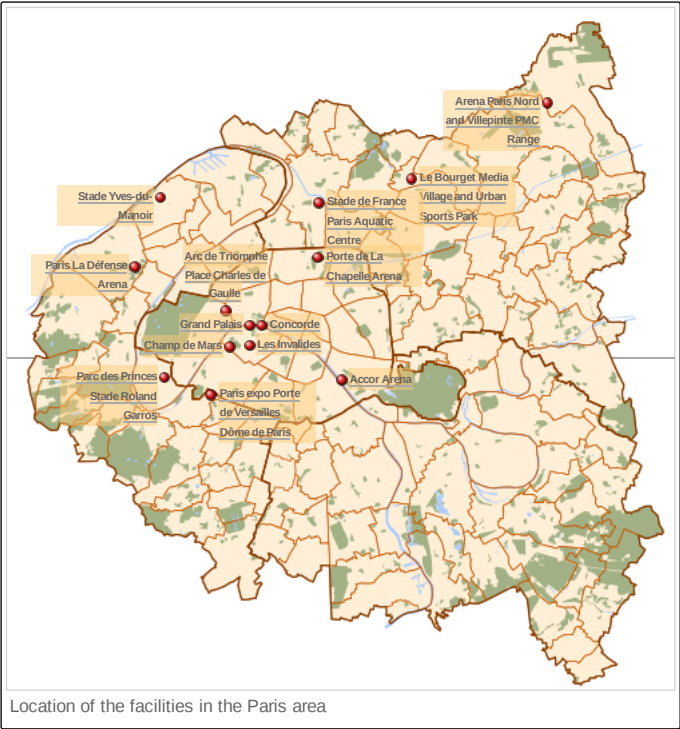 Arena Paris Nord
and Villepinte PMC
Range
Le Bourget Media
Village and Urban
Sports Park
Stade Yves-du-
Manoir
Stade de France
Paris Aquatic
Centre
Paris La Défense
Arena
Arc de Triomphe
Place Charles de
Gaulle
Porte de La
Chapelle Arena
Grand Palais
Concorde
Champ de Mars
Les Invalides
Parc des Princes
Stade Roland
Garros
Accor Arena
Paris expo Porte
de Versailles
Dôme de Paris
Location of the facilities in the Paris area